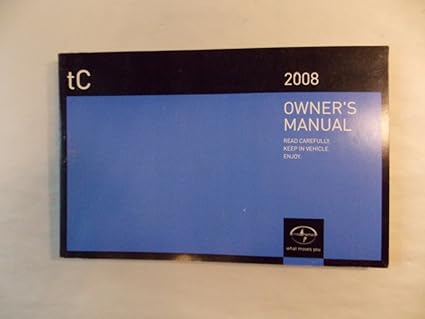 tC
2008
OWNER'S
MANUAL
READ CAREFULLY.
KEEP IN VEHICLE.
ENJOY.
what moves you